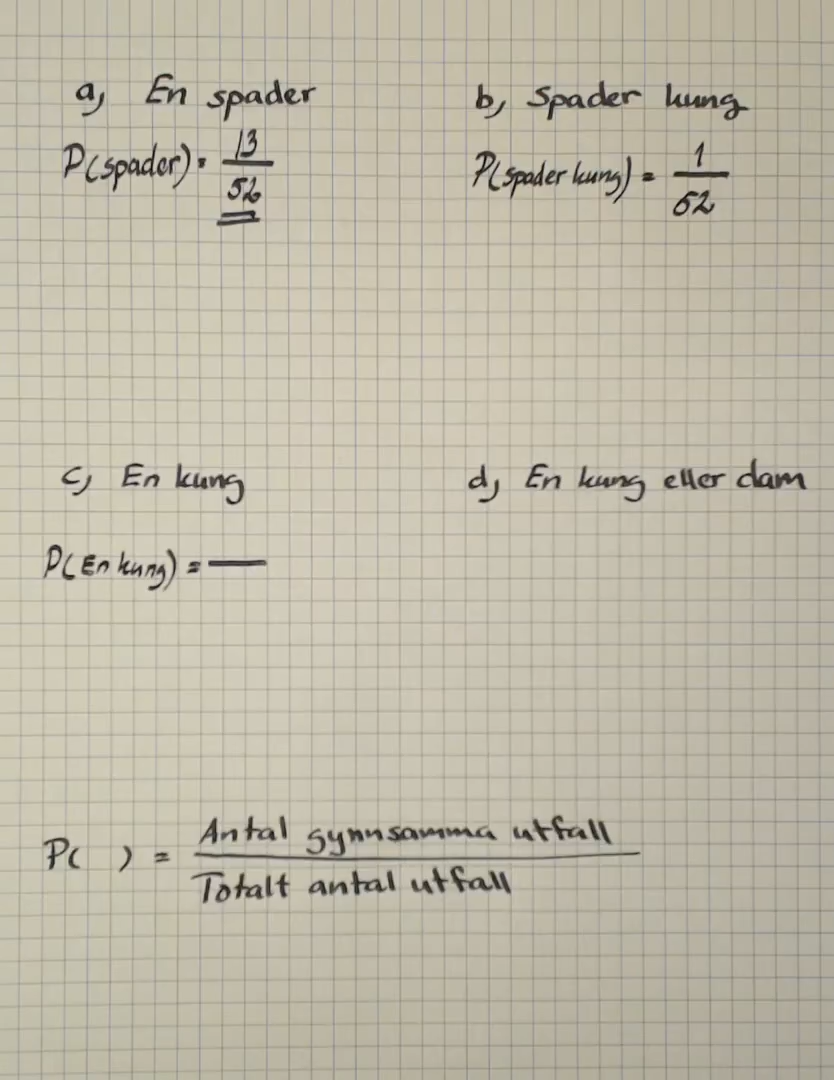 a, En spader
P(spader) = 13/52
b, Spader kung
P(spader kung) = 1/52
c, En kung
P(En kung) = —
d, En kung eller dam
P( ) = Antal gynnsamma utfall
Totalt antal utfall